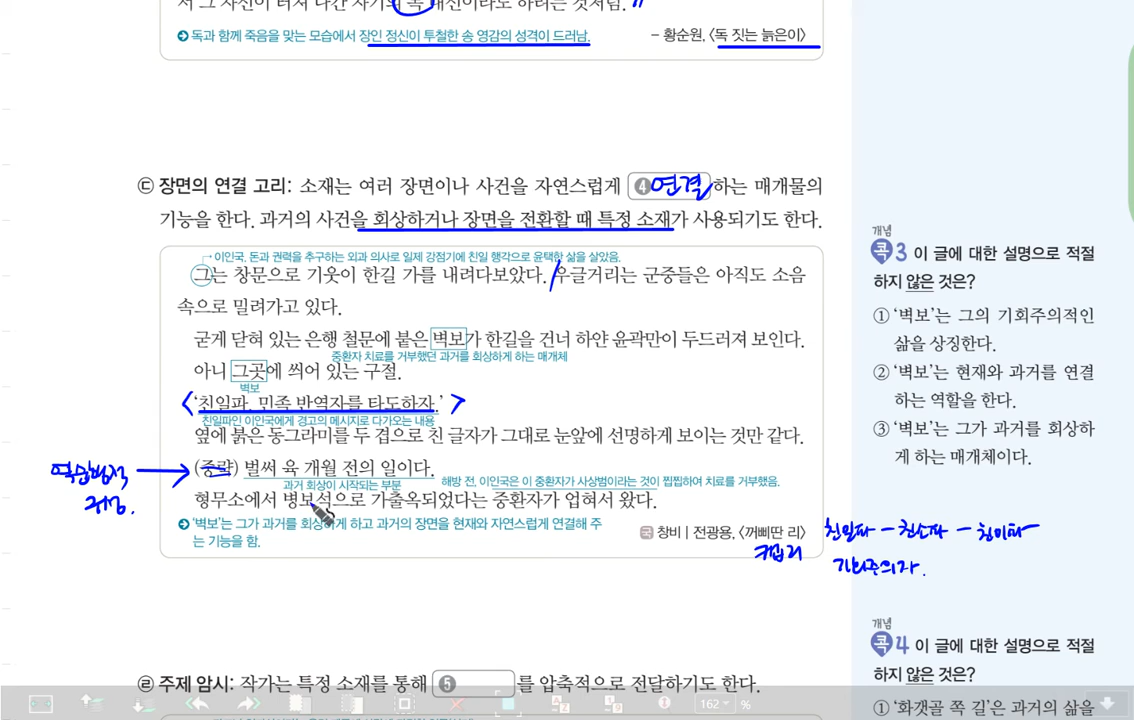 서 그 자신이 터져 나간 자기의 독 대신이라도 하려는 것처럼.
➲ 독과 함께 죽음을 맞는 모습에서 장인 정신이 투철한 송 영감의 성격이 드러남.
– 황순원, 〈독 짓는 늙은이〉
㉢ 장면의 연결 고리: 소재는 여러 장면이나 사건을 자연스럽게 ❹연결하는 매개물의
기능을 한다. 과거의 사건을 회상하거나 장면을 전환할 때 특정 소재가 사용되기도 한다.
이인국, 돈과 권력을 추구하는 외과 의사로 일제 강점기에 친일 행각으로 윤택한 삶을 살았음.
그는 창문으로 기웃이 한길 가를 내려다보았다. 우글거리는 군중들은 아직도 소음
속으로 밀려가고 있다.
굳게 닫혀 있는 은행 철문에 붙은 벽보가 한길을 건너 하얀 윤곽만이 두드러져 보인다.
중환자 치료를 거부했던 과거를 회상하게 하는 매개체
아니 그곳에 씌어 있는 구절.
벽보
< '친일파, 민족 반역자를 타도하자.' >
친일파인 이인국에게 경고의 메시지로 다가오는 내용
옆에 붉은 동그라미를 두 겹으로 친 글자가 그대로 눈앞에 선명하게 보이는 것만 같다.
(중략) 벌써 육 개월 전의 일이다.
과거 회상이 시작되는 부분
해방 전, 이인국은 이 중환자가 사상범이라는 것이 찝찝하여 치료를 거부했음.
형무소에서 병보석으로 가출옥되었다는 중환자가 업혀서 왔다.
➲ '벽보'는 그가 과거를 회상하게 하고 과거의 장면을 현재와 자연스럽게 연결해 주
는 기능을 함.
국 창비 | 전광용, 〈꺼삐딴 리〉
친일파 – 친소파 – 친미파
기회주의자.
㉣ 주제 암시: 작가는 특정 소재를 통해 ❺ 를 압축적으로 전달하기도 한다.
개념
콕 3 이 글에 대한 설명으로 적절
하지 않은 것은?
① '벽보'는 그의 기회주의적인
삶을 상징한다.
② '벽보'는 현재와 과거를 연결
하는 역할을 한다.
③ '벽보'는 그가 과거를 회상하
게 하는 매개체이다.
개념
콕 4 이 글에 대한 설명으로 적절
하지 않은 것은?
① '화갯골 쪽 길'은 과거의 삶을
162 %